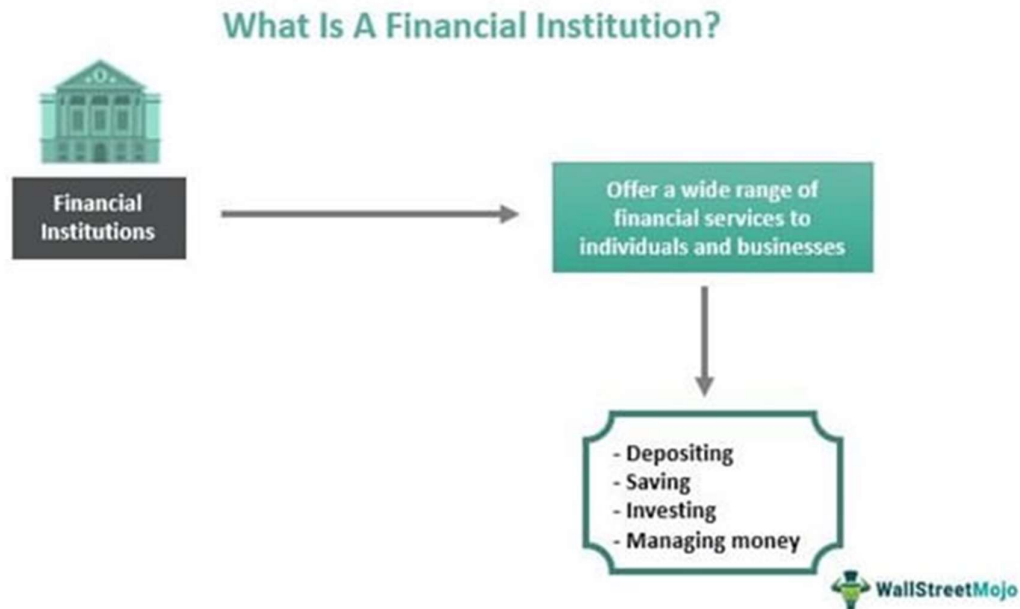 What Is A Financial Institution?
Financial
Institutions
Offer a wide range of
financial services to
individuals and businesses
- Depositing
- Saving
- Investing
- Managing money
WallStreetMojo